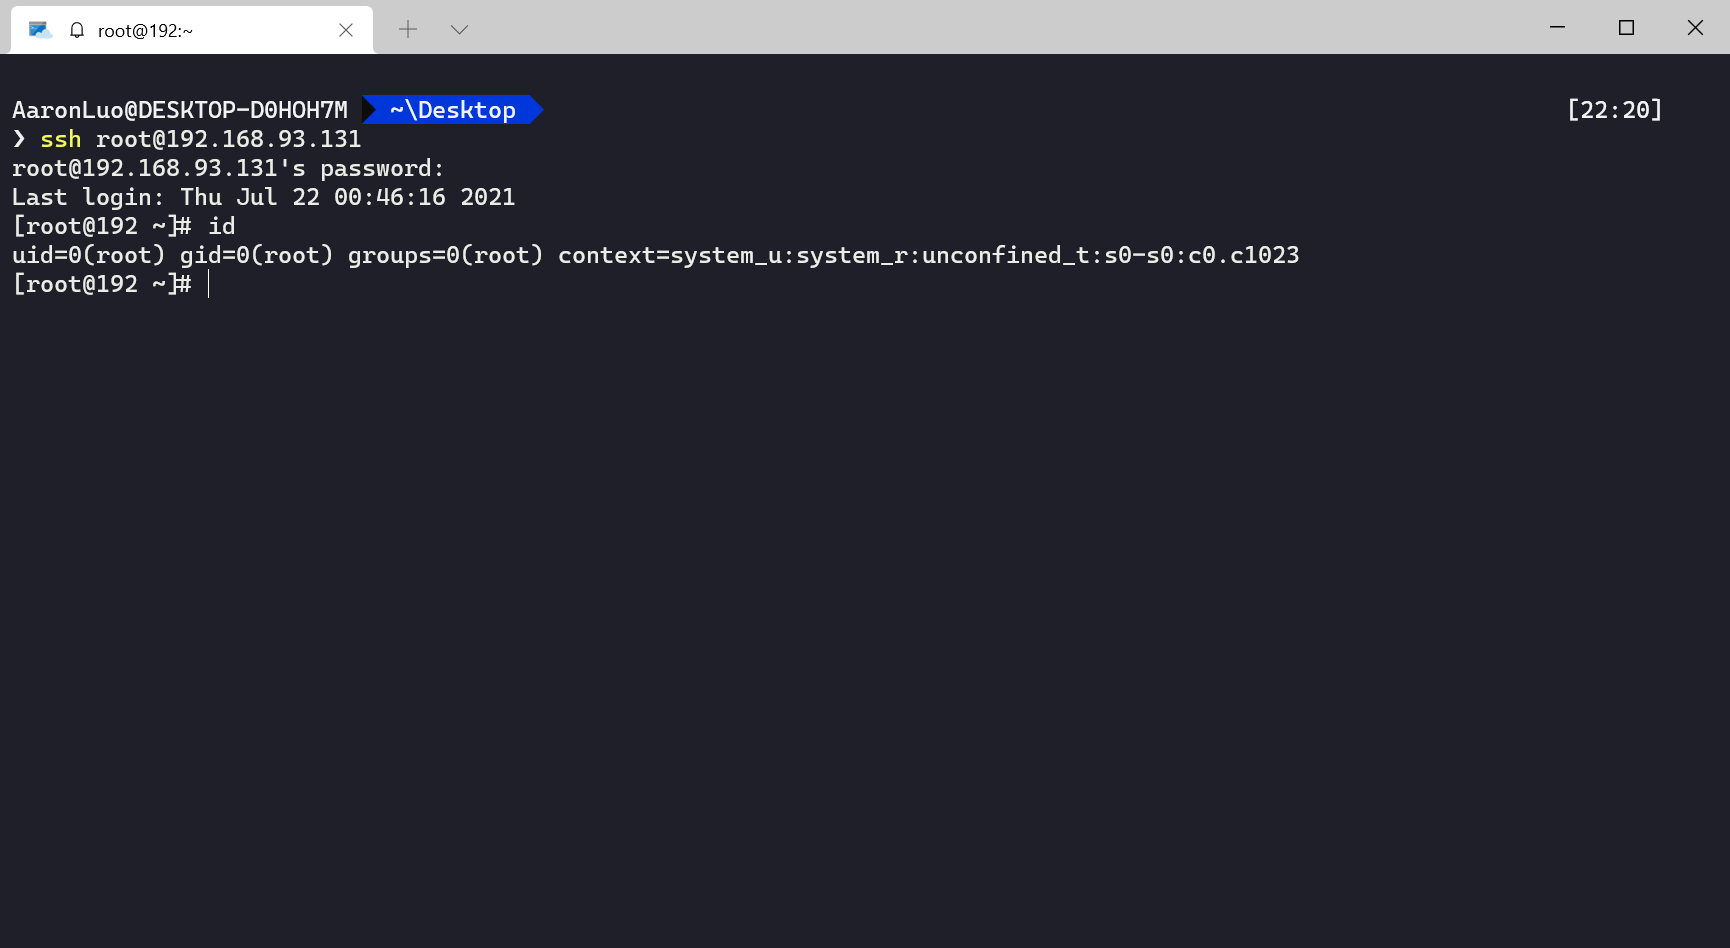 root@192:~
AaronLuo@DESKTOP-D0HOH7M ~\Desktop [22:20]
❯ ssh root@192.168.93.131
root@192.168.93.131's password:
Last login: Thu Jul 22 00:46:16 2021
[root@192 ~]# id
uid=0(root) gid=0(root) groups=0(root) context=system_u:system_r:unconfined_t:s0-s0:c0.c1023
[root@192 ~]#